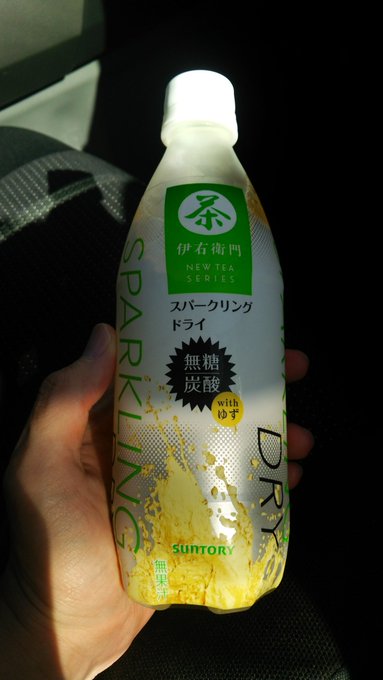 茶
伊右衛門
NEW TEA
SERIES
スパークリング
ドライ
無糖
炭酸
with
ゆず
SPARKLING
DRY
SUNTORY
無果汁